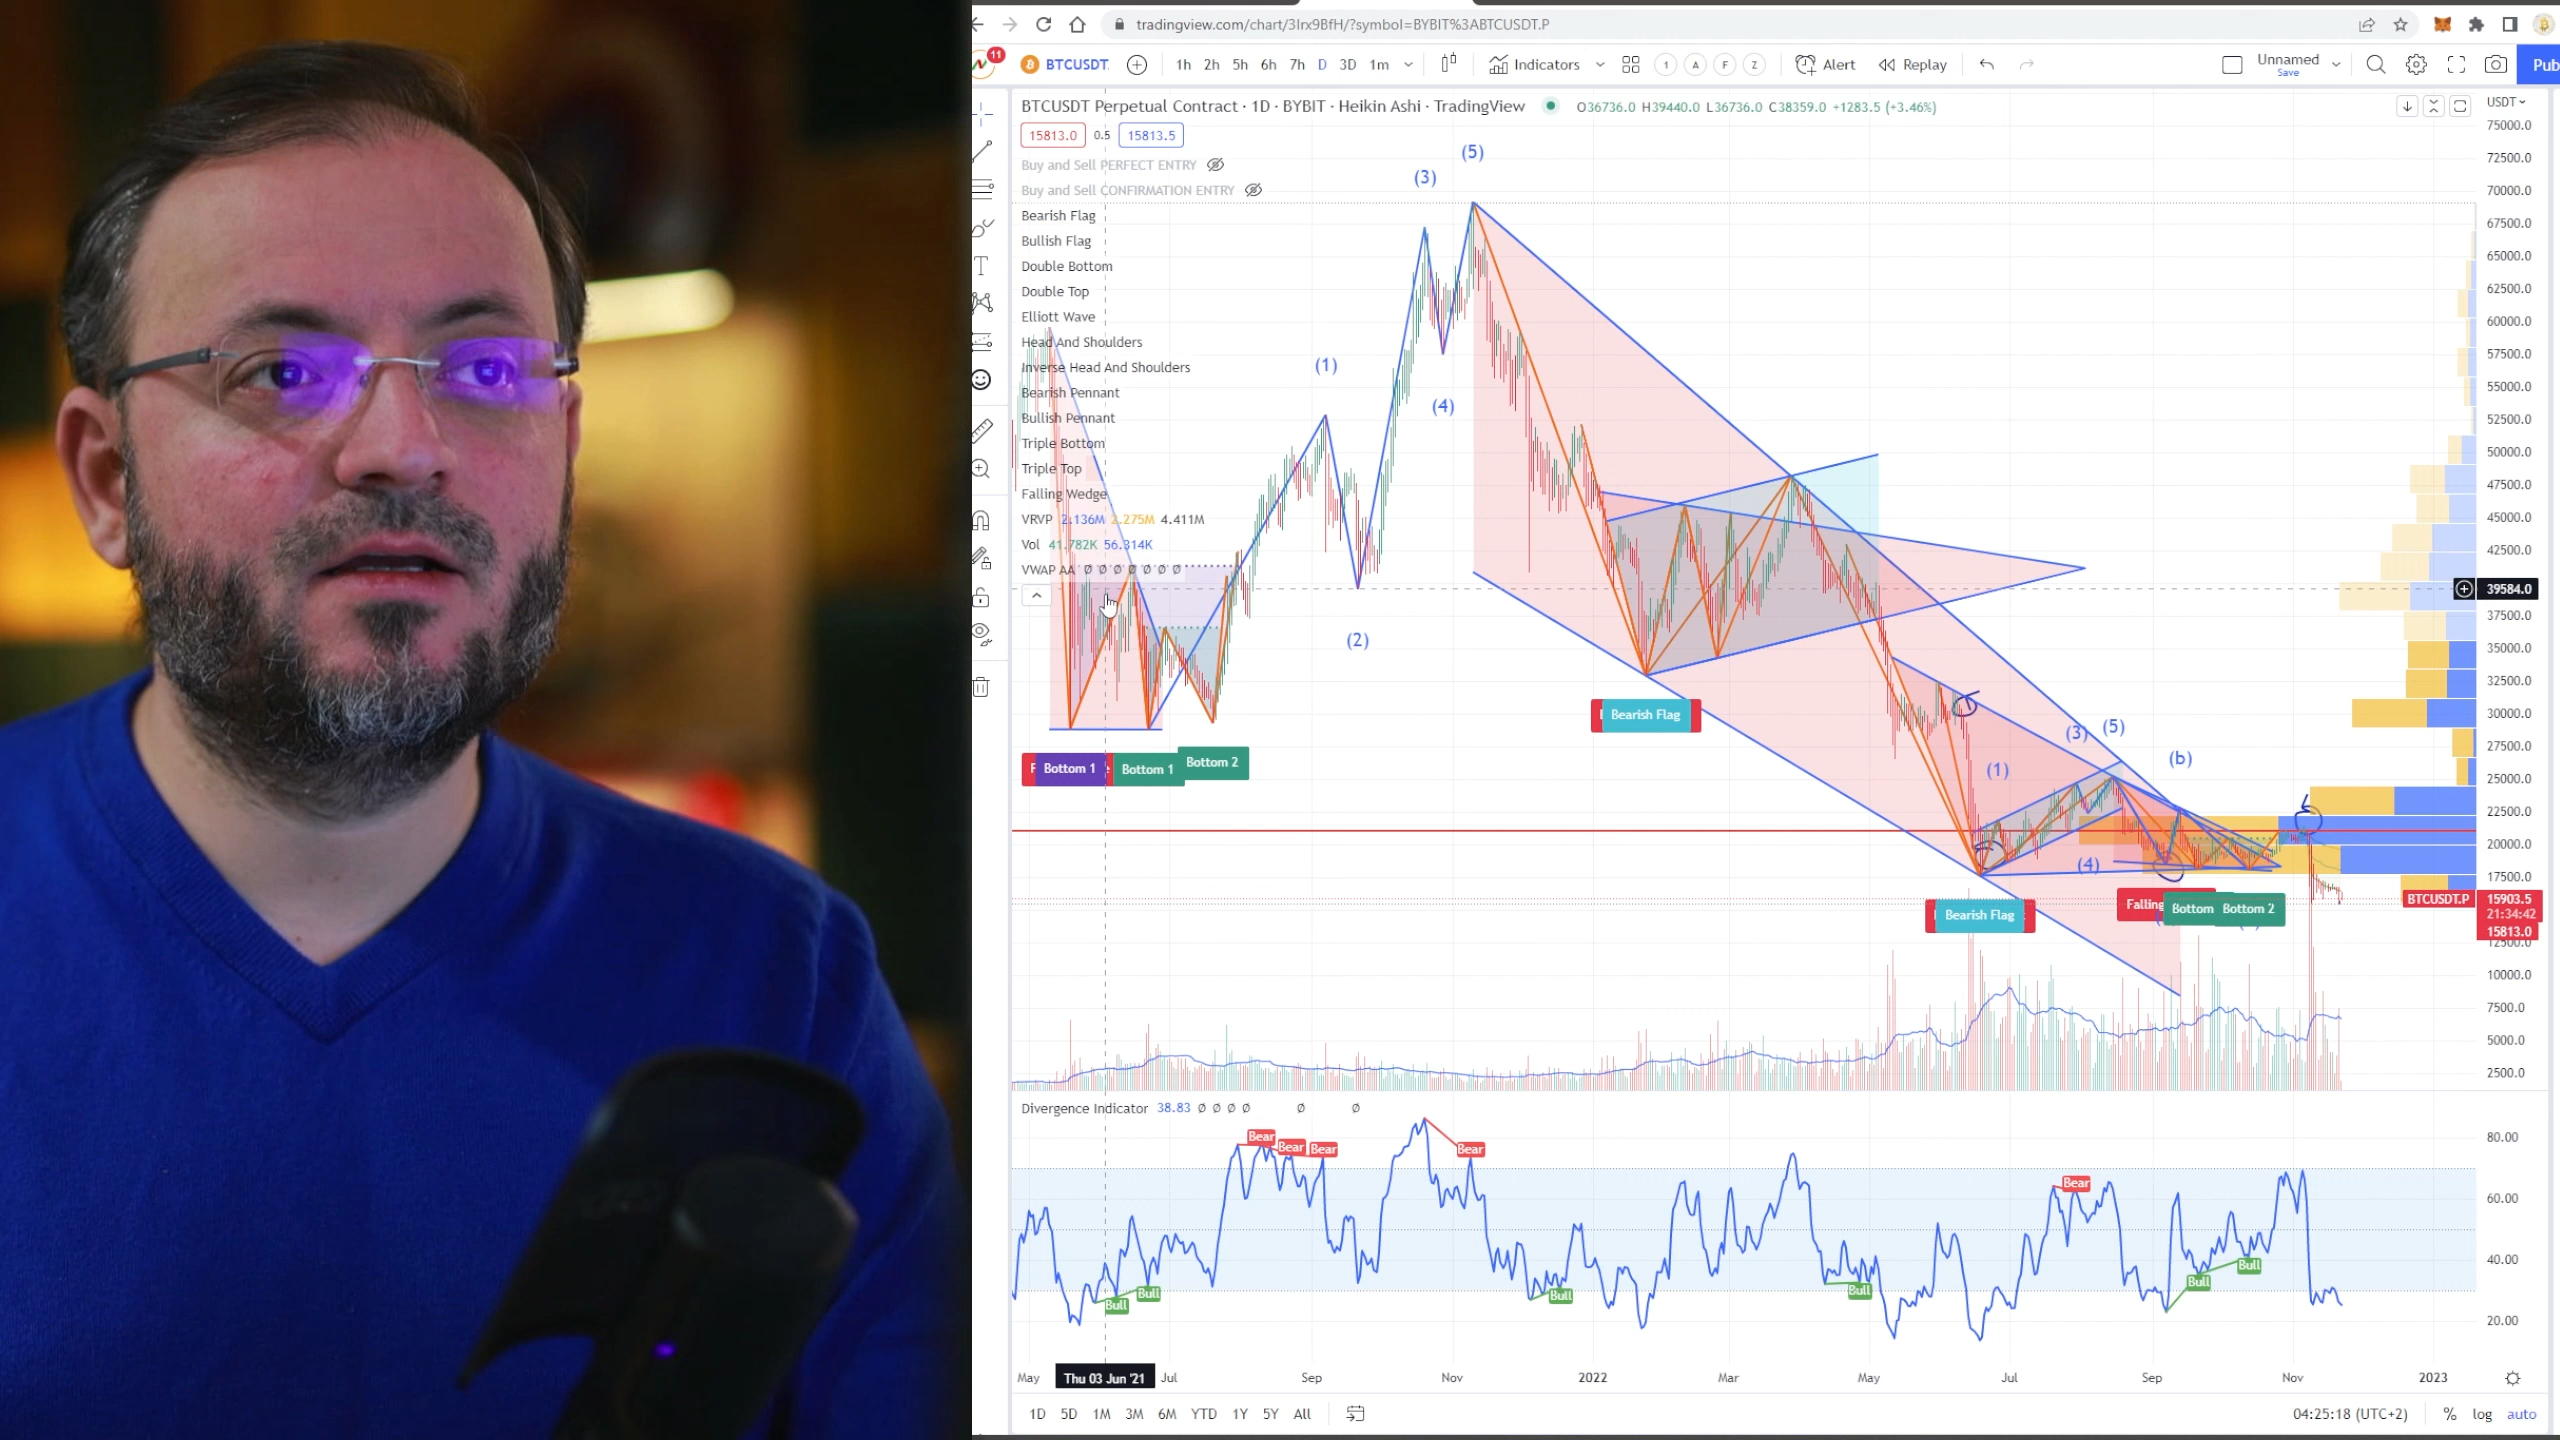 tradingview.com/chart/3Irx9BfH/?symbol=BYBIT%3ABTCUSDT.P
11
BTCUSDT 1h 2h 5h 6h 7h D 3D 1m Indicators 1 A F Z Alert Replay Unnamed Save Pub
BTCUSDT Perpetual Contract · 1D · BYBIT · Heikin Ashi · TradingView O36736.0 H39440.0 L36736.0 C38359.0 +1283.5 (+3.46%)
USDT
15813.0 0.5 15813.5
Buy and Sell PERFECT ENTRY
Buy and Sell CONFIRMATION ENTRY
Bearish Flag
Bullish Flag
Double Bottom
Double Top
Elliott Wave
Head And Shoulders
Inverse Head And Shoulders
Bearish Pennant
Bullish Pennant
Triple Bottom
Triple Top
Falling Wedge
VRVP 2.136M 2.275M 4.411M
Vol 41.782K 56.314K
VWAP AA Ø Ø Ø Ø Ø Ø Ø
(1)
(2)
(3)
(4)
(5)
Bottom 1
Bottom 1
Bottom 2
Bearish Flag
Bearish Flag
(1)
(3)
(4)
(5)
(b)
Falling
Bottom
Bottom 2
75000.0
72500.0
70000.0
67500.0
65000.0
62500.0
60000.0
57500.0
55000.0
52500.0
50000.0
47500.0
45000.0
42500.0
39584.0
37500.0
35000.0
32500.0
30000.0
27500.0
25000.0
22500.0
20000.0
17500.0
BTCUSDT.P 15903.5
21:34:42
15813.0
12500.0
10000.0
7500.0
5000.0
2500.0
Divergence Indicator 38.83 Ø Ø Ø Ø Ø Ø
Bear
Bear
Bear
Bear
Bear
Bull
Bull
Bull
Bull
Bull
Bull
80.00
60.00
40.00
20.00
May Thu 03 Jun '21 Jul Sep Nov 2022 Mar May Jul Sep Nov 2023
1D 5D 1M 3M 6M YTD 1Y 5Y All 04:25:18 (UTC+2) % log auto